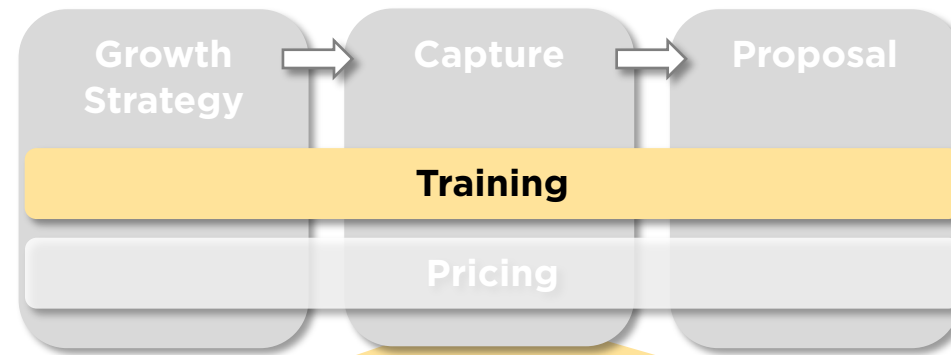 Growth
Strategy
Capture
Proposal
Training
Pricing